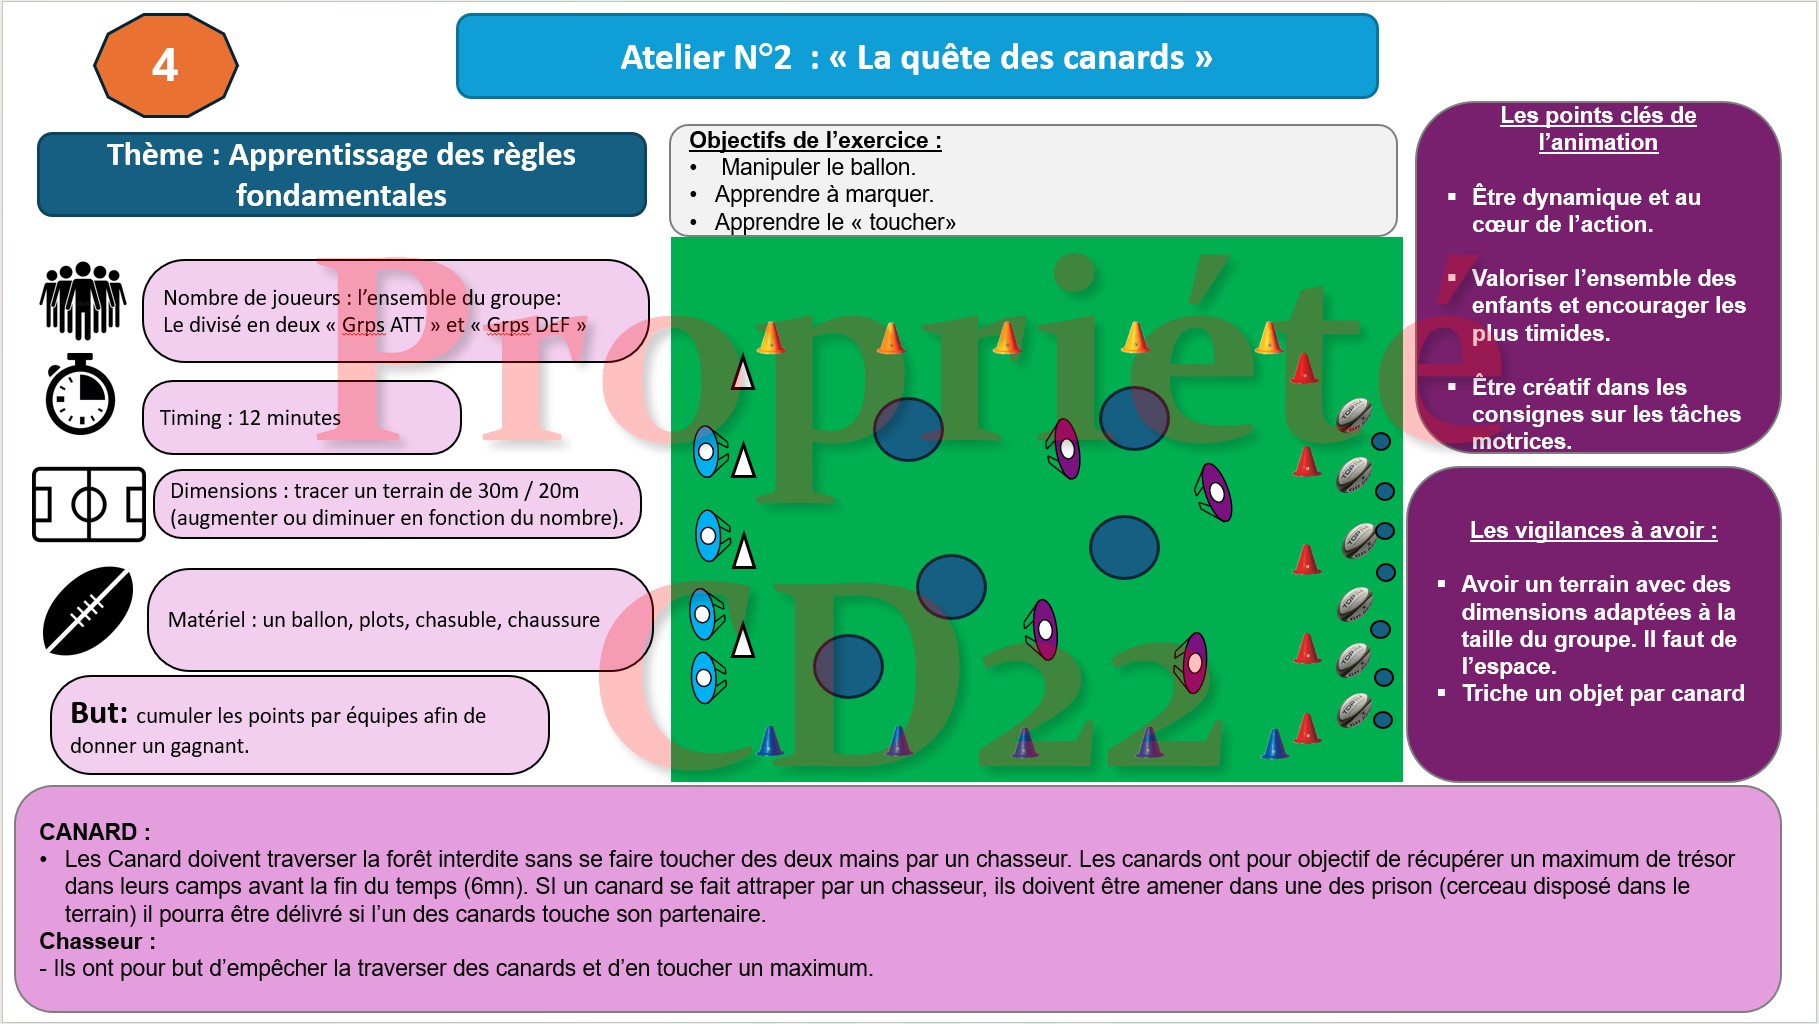 4
Atelier N°2  : « La quête des canards »
Thème : Apprentissage des règles
fondamentales
Objectifs de l’exercice :
•  Manipuler le ballon.
• Apprendre à marquer.
• Apprendre le « toucher»
Nombre de joueurs : l’ensemble du groupe:
Le divisé en deux « Grps ATT » et « Grps DEF »
Timing : 12 minutes
Dimensions : tracer un terrain de 30m / 20m
(augmenter ou diminuer en fonction du nombre).
Matériel : un ballon, plots, chasuble, chaussure
But: cumuler les points par équipes afin de
donner un gagnant.
Les points clés de
l’animation
▪ Être dynamique et au
cœur de l’action.
▪ Valoriser l’ensemble des
enfants et encourager les
plus timides.
▪ Être créatif dans les
consignes sur les tâches
motrices.
Les vigilances à avoir :
▪ Avoir un terrain avec des
dimensions adaptées à la
taille du groupe. Il faut de
l’espace.
▪ Triche un objet par canard
Propriété
CD22
CANARD :
• Les Canard doivent traverser la forêt interdite sans se faire toucher des deux mains par un chasseur. Les canards ont pour objectif de récupérer un maximum de trésor
dans leurs camps avant la fin du temps (6mn). SI un canard se fait attraper par un chasseur, ils doivent être amener dans une des prison (cerceau disposé dans le
terrain) il pourra être délivré si l’un des canards touche son partenaire.
Chasseur :
- Ils ont pour but d’empêcher la traverser des canards et d’en toucher un maximum.